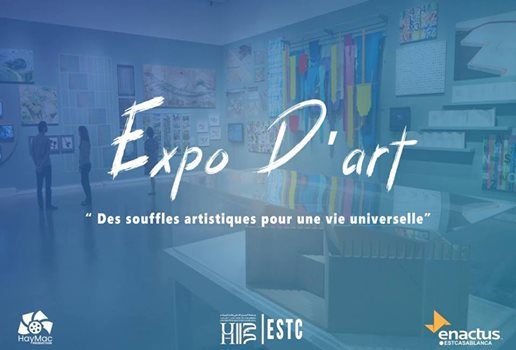 Expo D'art
“ Des souffles artistiques pour une vie universelle”
HayMac
ESTC
enactus
ESTCASABLANCA